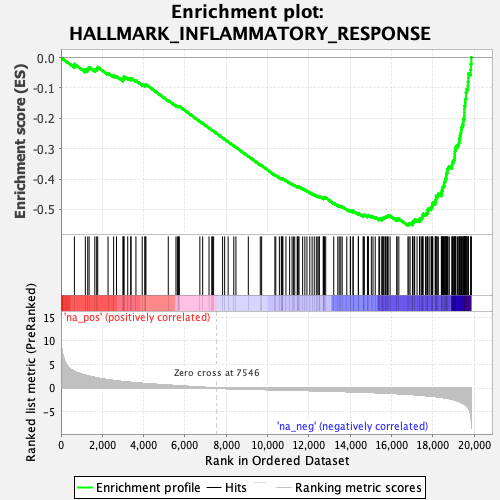 Enrichment plot:
HALLMARK_INFLAMMATORY_RESPONSE
Enrichment score (ES)
0.0
-0.1
-0.2
-0.3
-0.4
-0.5
'na_pos' (positively correlated)
Ranked list metric (PreRanked)
15
10
5
0
-5
Zero cross at 7546
'na_neg' (negatively correlated)
0
2,000
4,000
6,000
8,000
10,000
12,000
14,000
16,000
18,000
20,000
Rank in Ordered Dataset
Enrichment profile
Hits
Ranking metric scores